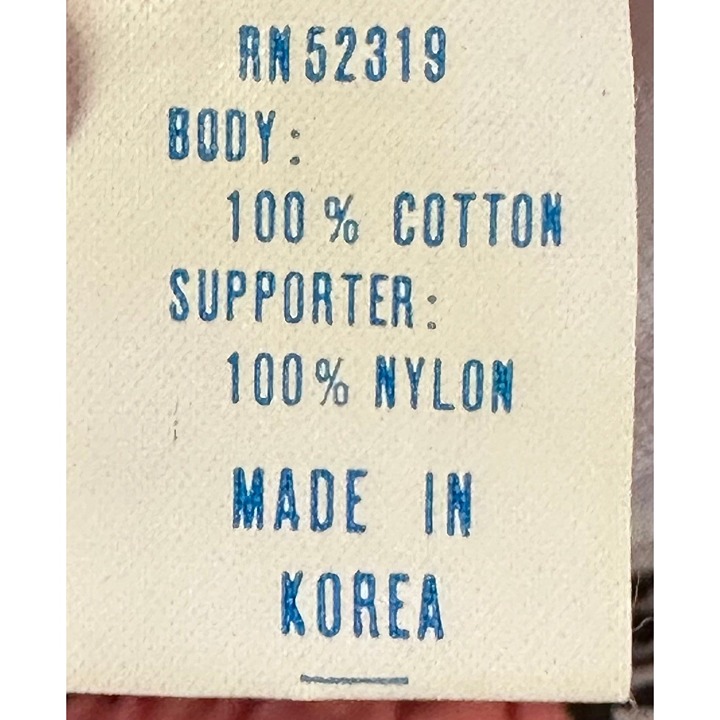 RN 52319
BODY:
100% COTTON
SUPPORTER:
100% NYLON
MADE IN
KOREA